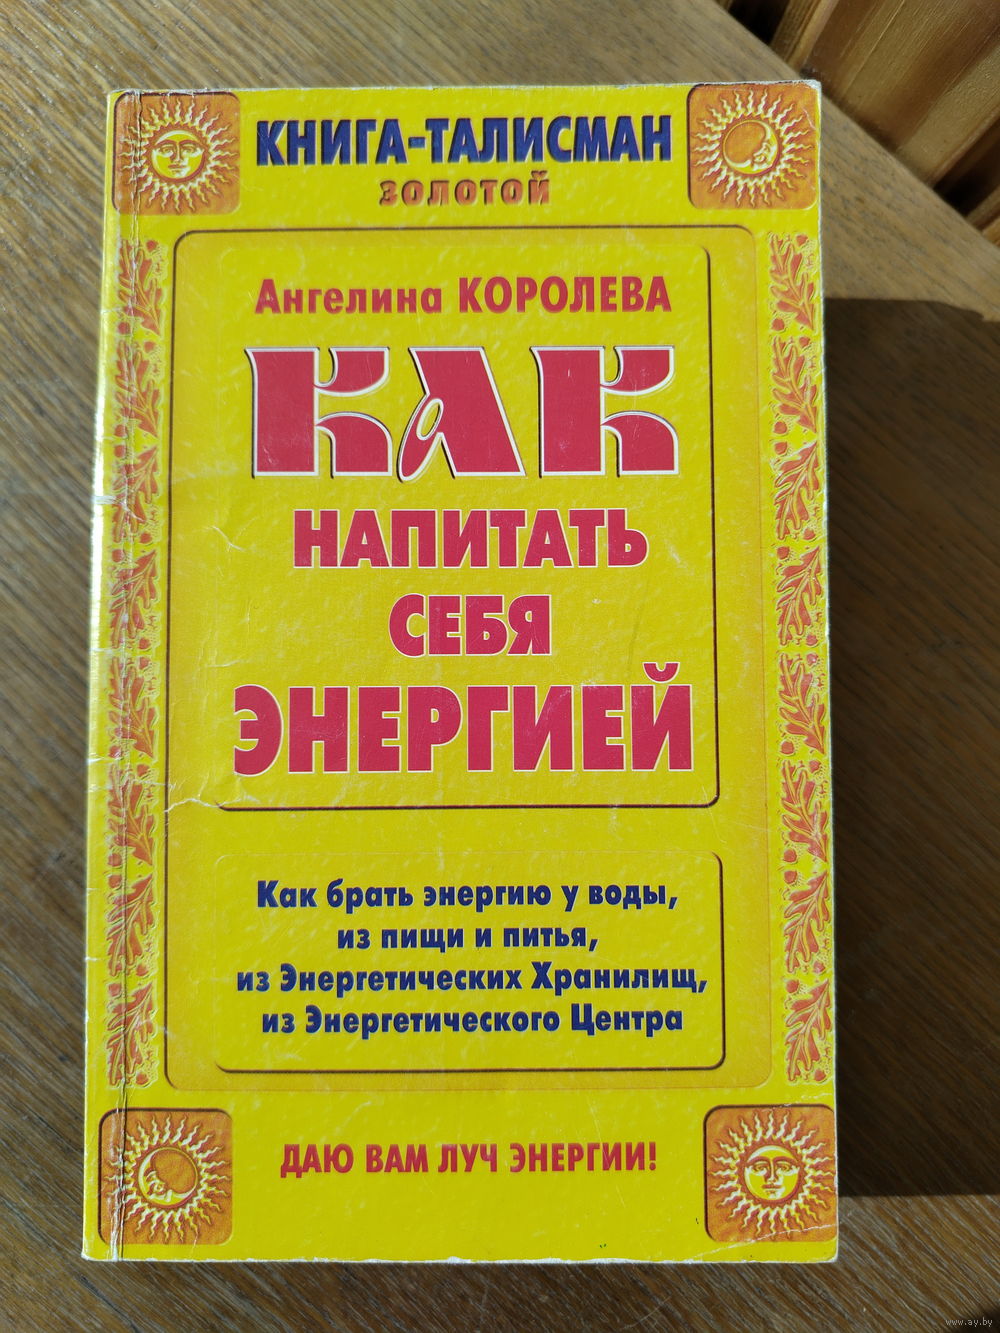 КНИГА-ТАЛИСМАН
ЗОЛОТОЙ
Ангелина КОРОЛЕВА
КАК
НАПИТАТЬ
СЕБЯ
ЭНЕРГИЕЙ
Как брать энергию у воды,
из пищи и питья,
из Энергетических Хранилищ,
из Энергетического Центра
ДАЮ ВАМ ЛУЧ ЭНЕРГИИ!
www.ay.by